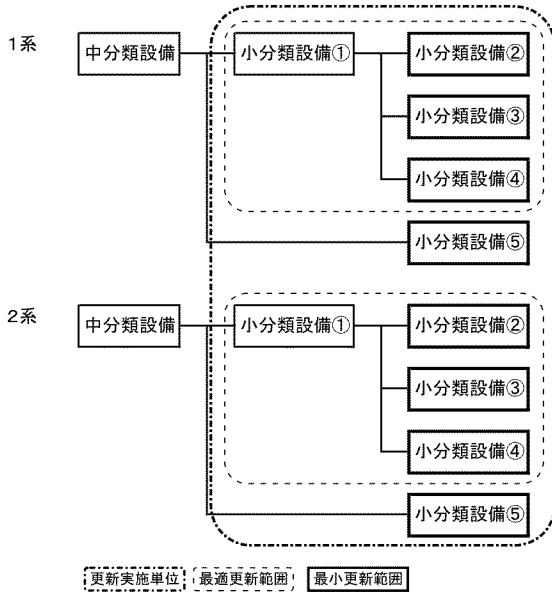 1系
中分類設備 小分類設備① 小分類設備②
小分類設備③
小分類設備④
小分類設備⑤
2系
中分類設備 小分類設備① 小分類設備②
小分類設備③
小分類設備④
小分類設備⑤
更新実施単位 最適更新範囲 最小更新範囲